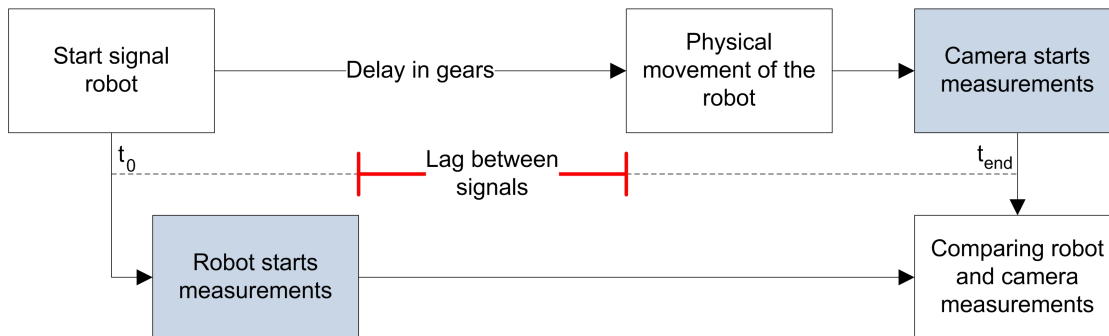 Start signal
robot
Delay in gears
Physical
movement of the
robot
Camera starts
measurements
t0
Lag between
signals
tend
Robot starts
measurements
Comparing robot
and camera
measurements